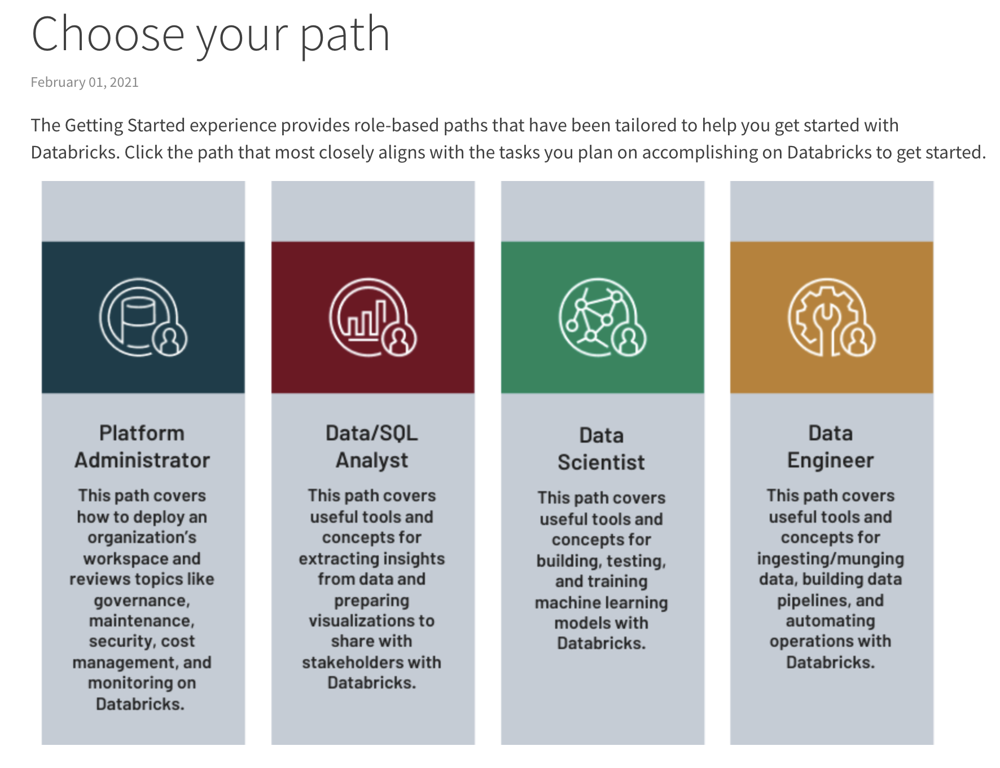 Choose your path
February 01, 2021
The Getting Started experience provides role-based paths that have been tailored to help you get started with
Databricks. Click the path that most closely aligns with the tasks you plan on accomplishing on Databricks to get started.
Platform
Administrator
This path covers
how to deploy an
organization's
workspace and
reviews topics like
governance,
maintenance,
security, cost
management, and
monitoring on
Databricks.
Data/SQL
Analyst
This path covers
useful tools and
concepts for
extracting insights
from data and
preparing
visualizations to
share with
stakeholders with
Databricks.
Data
Scientist
This path covers
useful tools and
concepts for
building, testing,
and training
machine learning
models with
Databricks.
Data
Engineer
This path covers
useful tools and
concepts for
ingesting/munging
data, building data
pipelines, and
automating
operations with
Databricks.